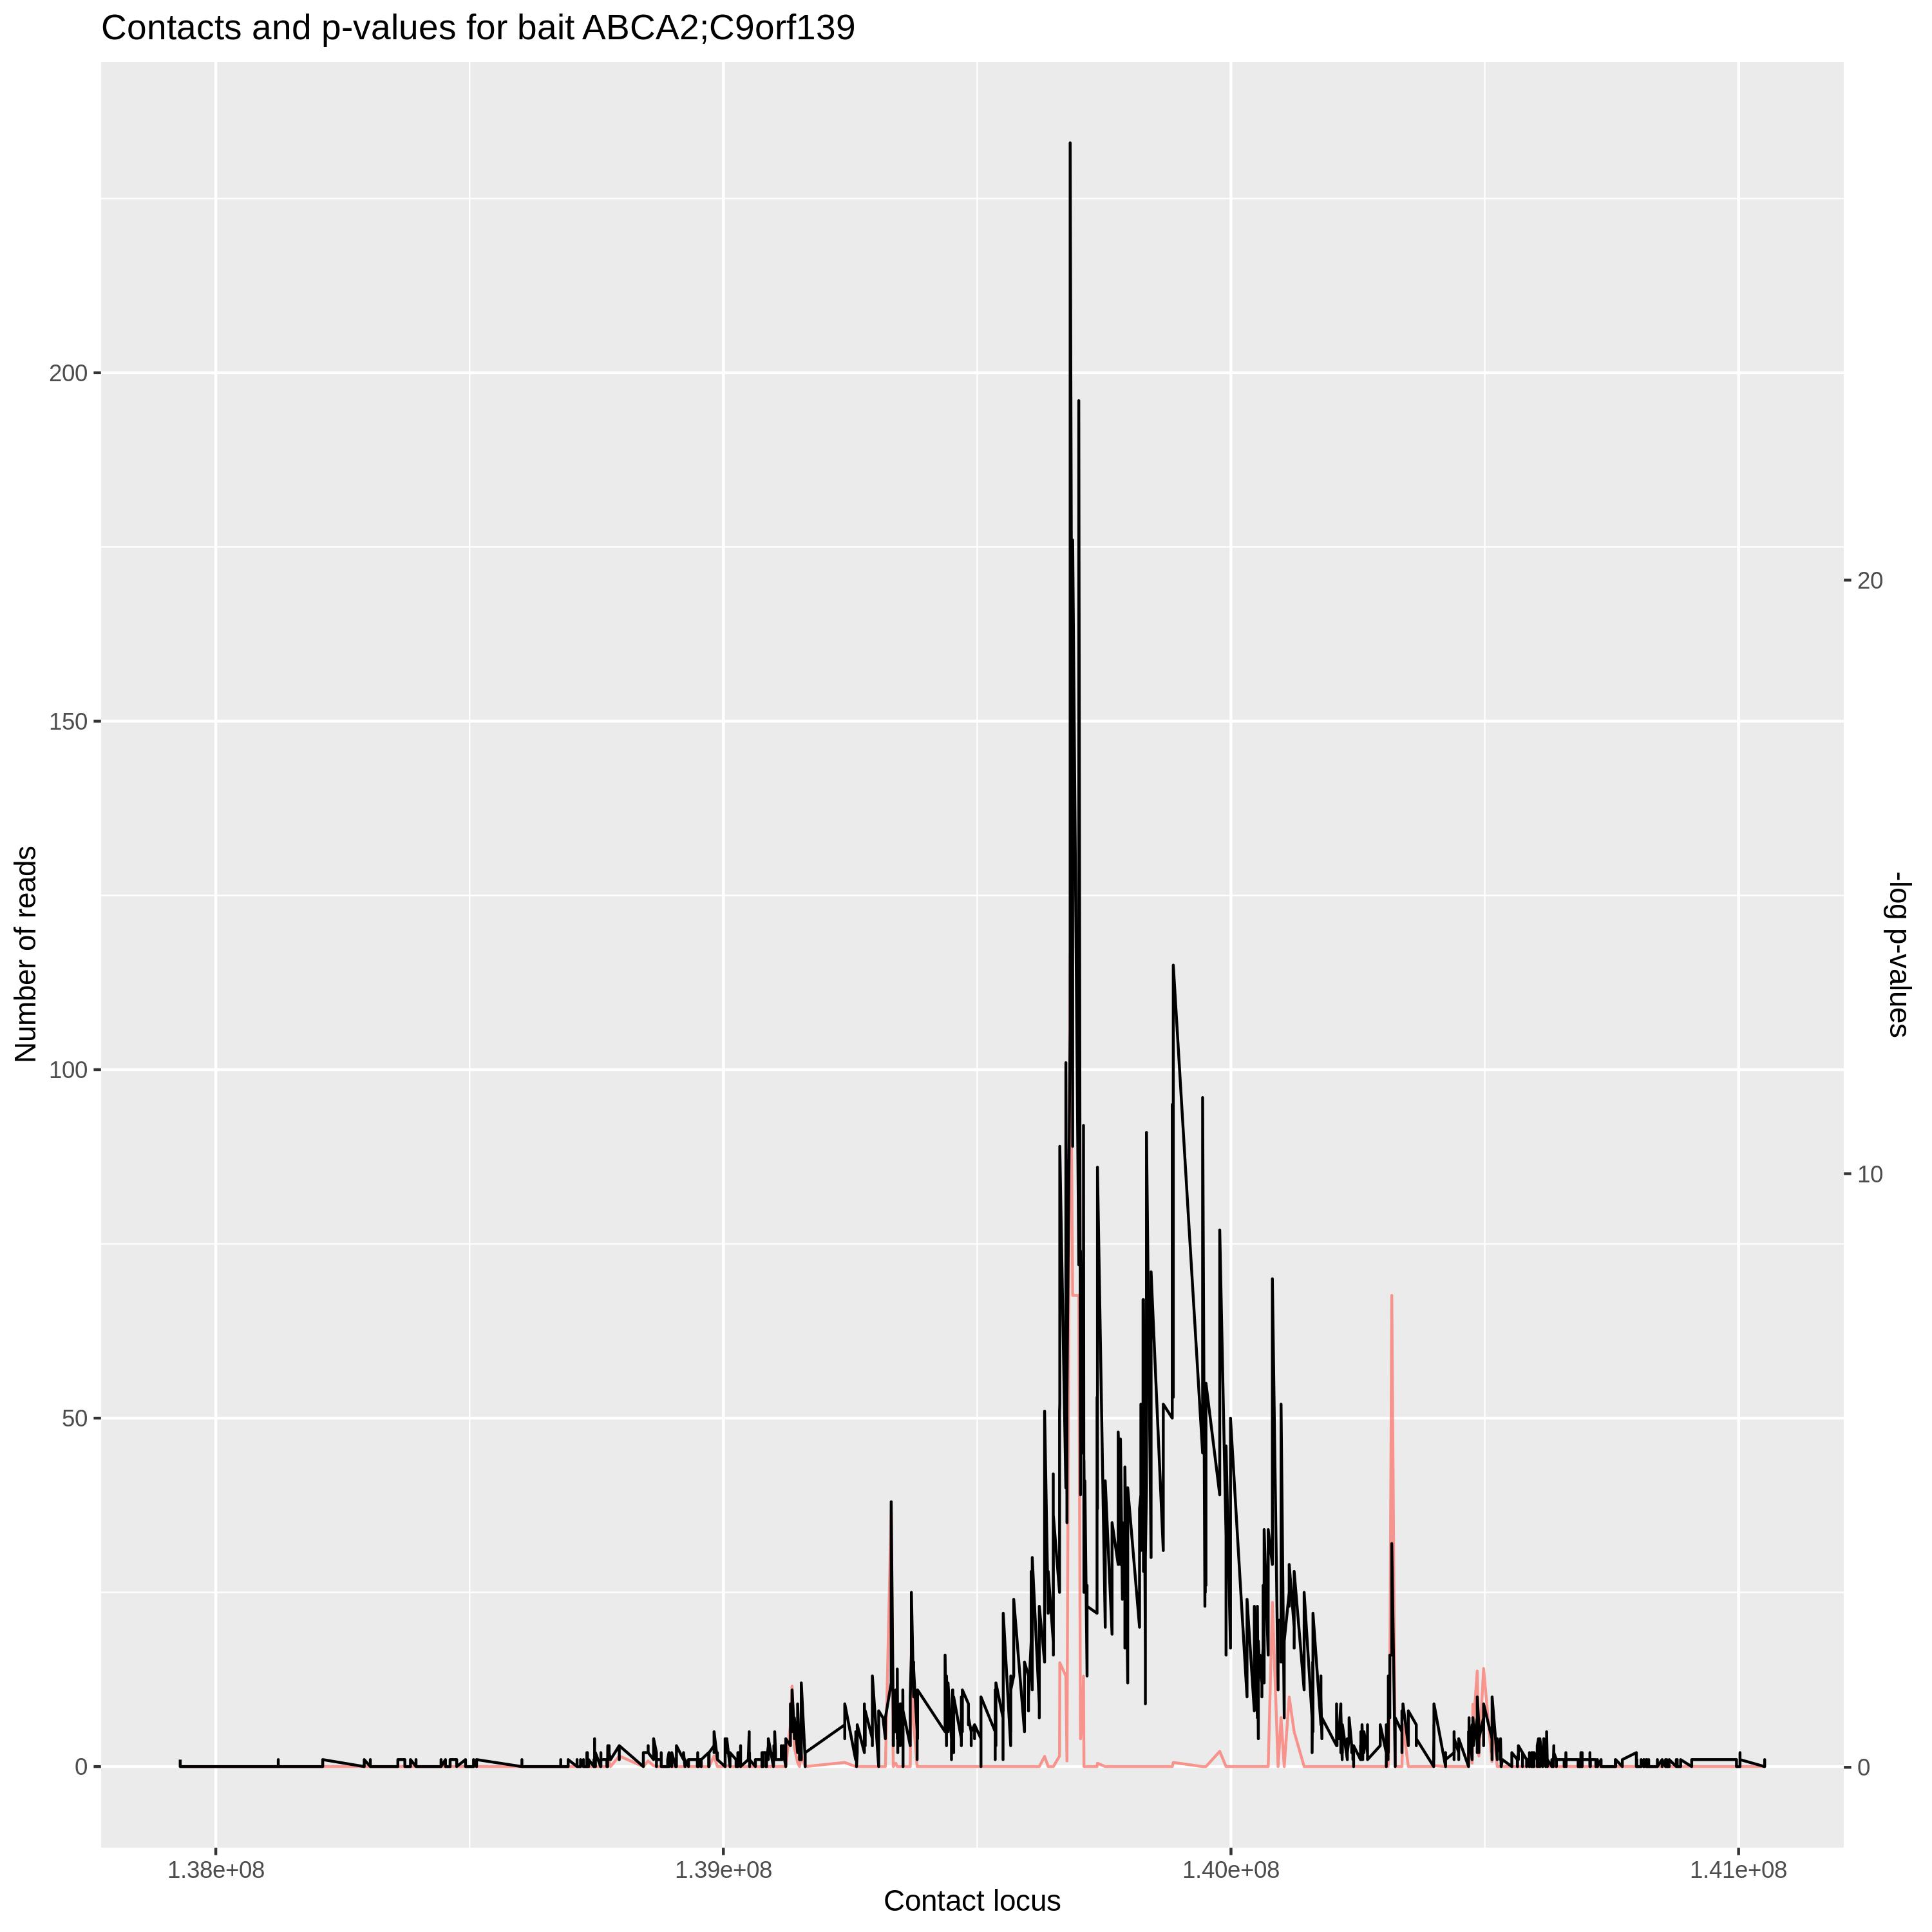 Contacts and p-values for bait ABCA2;C9orf139
200
150
100
50
0
Number of reads
20
10
0
-log p-values
1.38e+08
1.39e+08
1.40e+08
1.41e+08
Contact locus